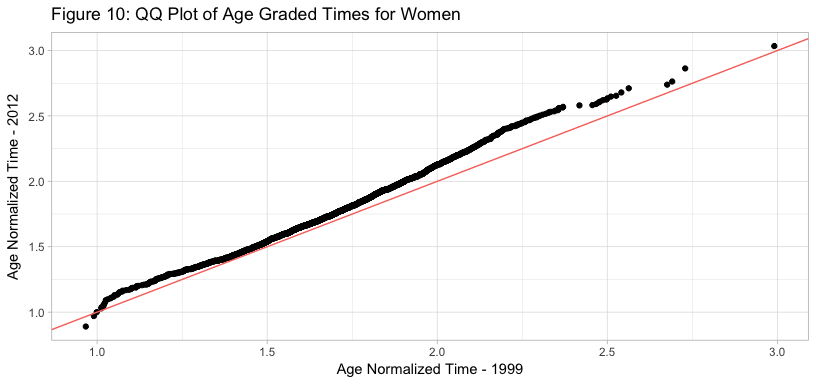 Figure 10: QQ Plot of Age Graded Times for Women
3.0
2.5
2.0
1.5
1.0
Age Normalized Time - 2012
1.0 1.5 2.0 2.5 3.0
Age Normalized Time - 1999